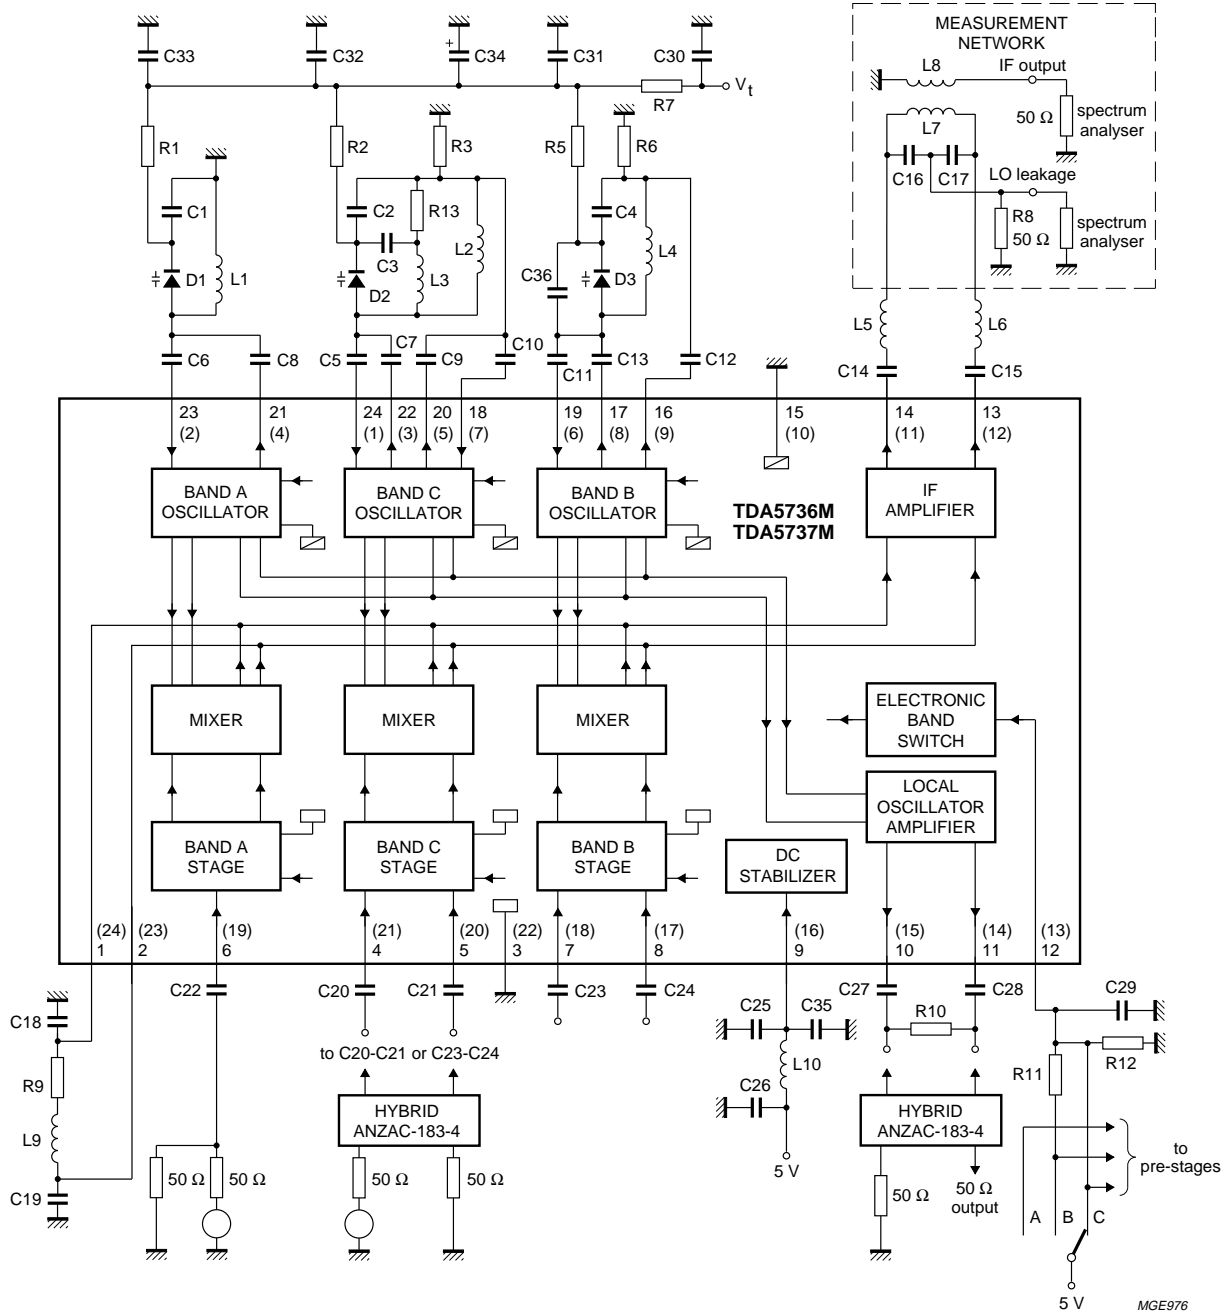 MEASUREMENT
NETWORK
C33
C32
+
C34
C31
C30
L8
IF output
V_t
R7
L7
50 Ω
spectrum
analyser
R1
R2
R3
R5
R6
C16
C17
LO leakage
C1
C2
R13
C4
R8
50 Ω
spectrum
analyser
L2
L4
C3
D1
L1
D2
L3
C36
D3
L5
L6
C7
C10
C6
C8
C5
C9
C11
C13
C12
C14
C15
23
(2)
21
(4)
24
(1)
22
(3)
20
(5)
18
(7)
19
(6)
17
(8)
16
(9)
15
(10)
14
(11)
13
(12)
BAND A
OSCILLATOR
BAND C
OSCILLATOR
BAND B
OSCILLATOR
TDA5736M
TDA5737M
IF
AMPLIFIER
MIXER
MIXER
MIXER
ELECTRONIC
BAND
SWITCH
LOCAL
OSCILLATOR
AMPLIFIER
BAND A
STAGE
BAND C
STAGE
BAND B
STAGE
DC
STABILIZER
(24)
1
(23)
2
(19)
6
(21)
4
(20)
5
(22)
3
(18)
7
(17)
8
(16)
9
(15)
10
(14)
11
(13)
12
C22
C20
C21
C23
C24
C27
C28
C29
C18
C25
C35
R10
to C20-C21 or C23-C24
R9
L10
R11
R12
C26
HYBRID
ANZAC-183-4
HYBRID
ANZAC-183-4
L9
5 V
to
pre-stages
C19
50 Ω
50 Ω
50 Ω
50 Ω
50 Ω
50 Ω
output
A
B
C
5 V
MGE976